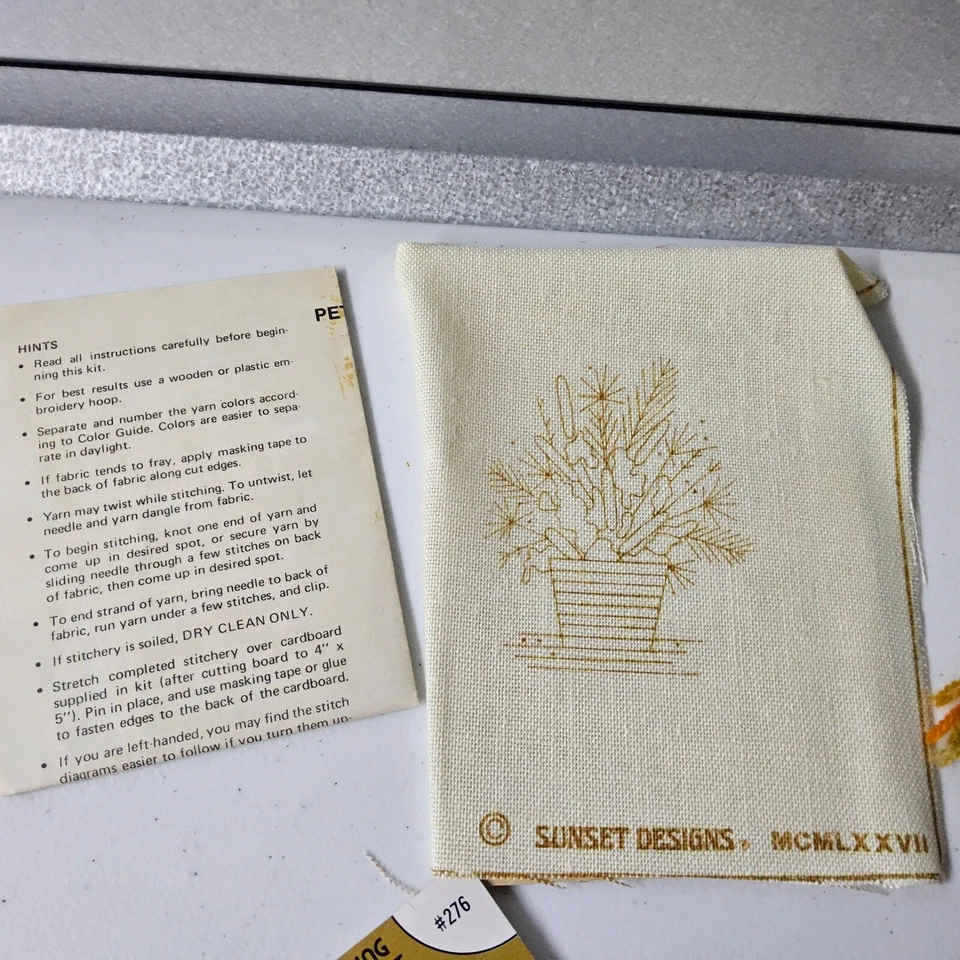 PET
HINTS
• Read all instructions carefully before begin-
ning this kit.
• For best results use a wooden or plastic em-
broidery hoop.
• Separate and number the yarn colors accord-
ing to Color Guide. Colors are easier to sepa-
rate in daylight.
• If fabric tends to fray, apply masking tape to
the back of fabric along cut edges.
• Yarn may twist while stitching. To untwist, let
needle and yarn dangle from fabric.
• To begin stitching, knot one end of yarn and
come up in desired spot, or secure yarn by
sliding needle through a few stitches on back
of fabric, then come up in desired spot.
• To end strand of yarn, bring needle to back of
fabric, run yarn under a few stitches, and clip.
• If stitchery is soiled, DRY CLEAN ONLY.
• Stretch completed stitchery over cardboard
supplied in kit (after cutting board to 4" x
5"). Pin in place, and use masking tape or glue
to fasten edges to the back of the cardboard.
• If you are left-handed, you may find the stitch
diagrams easier to follow if you turn them up-
© SUNSET DESIGNS. MCMLXXVII
#276